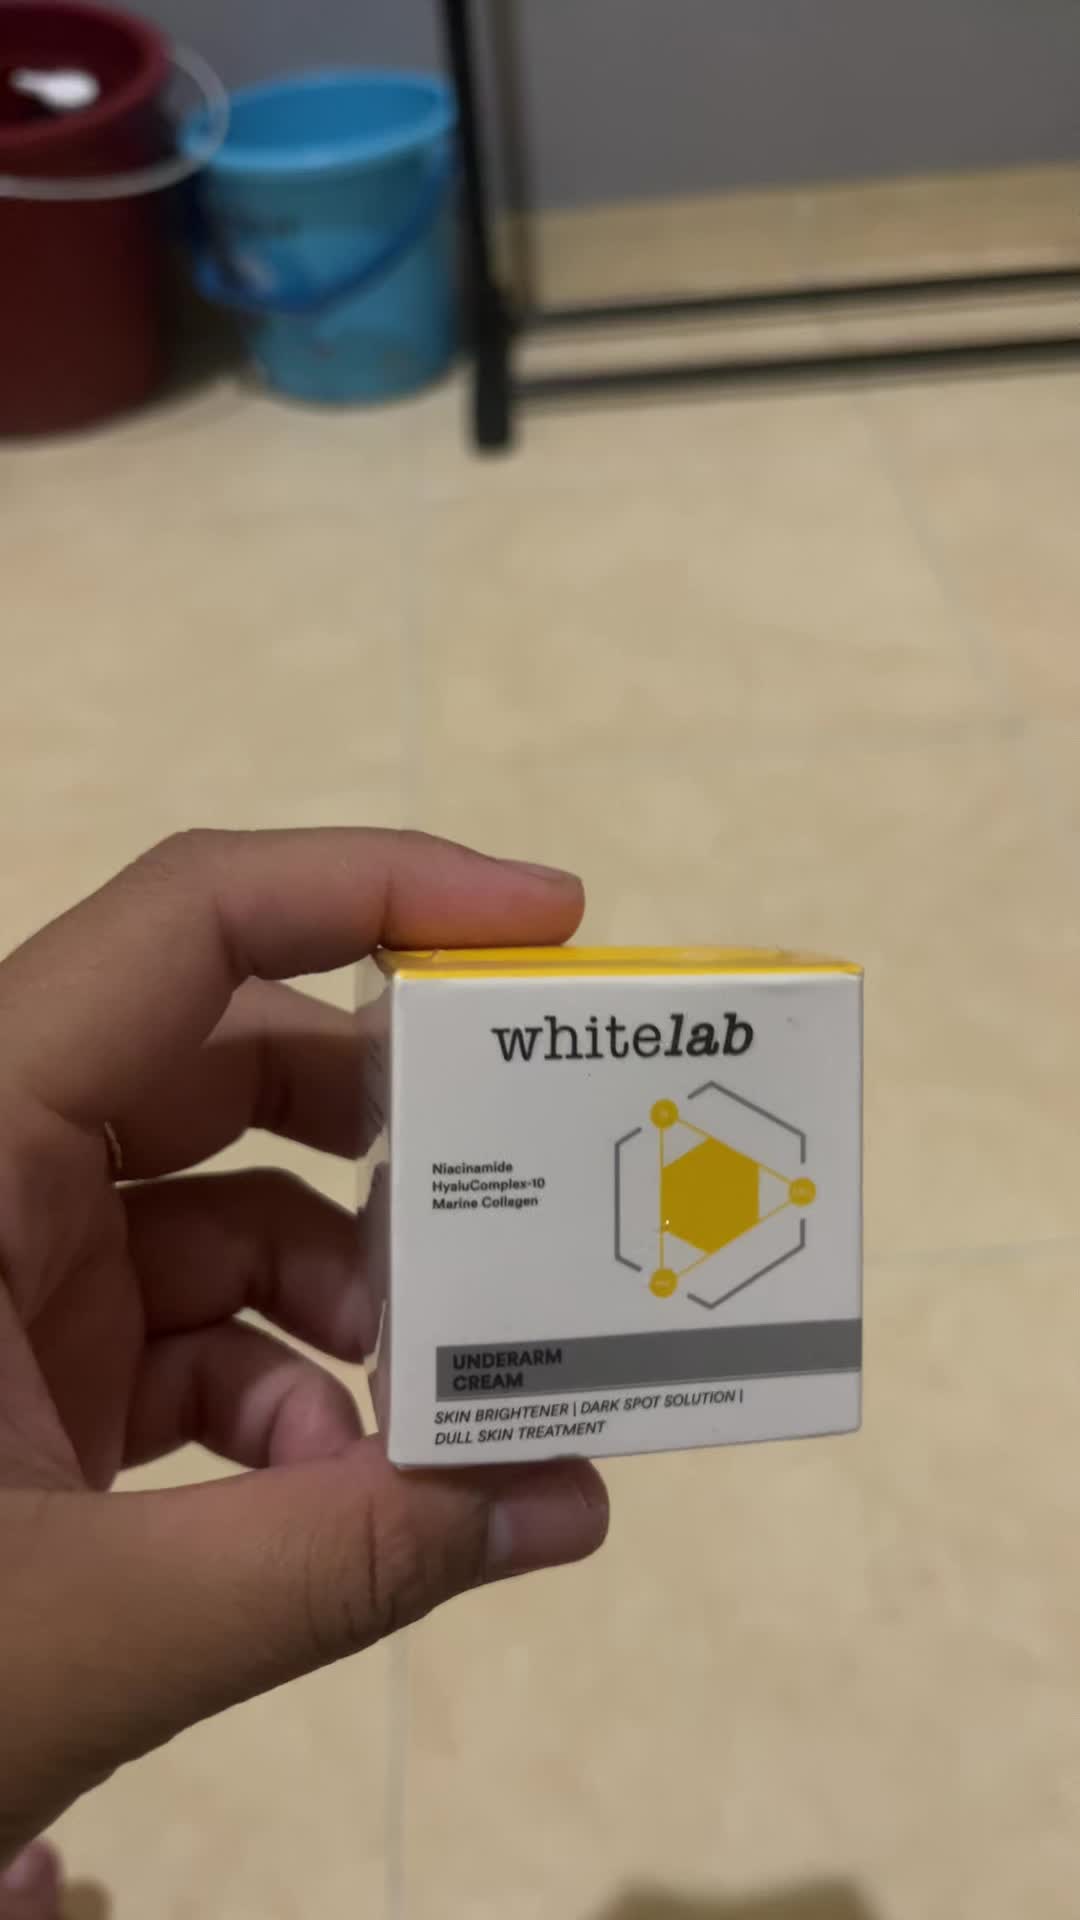 whitelab
Niacinamide
HyaluComplex-10
Marine Collagen
UNDERARM
CREAM
SKIN BRIGHTENER | DARK SPOT SOLUTION |
DULL SKIN TREATMENT